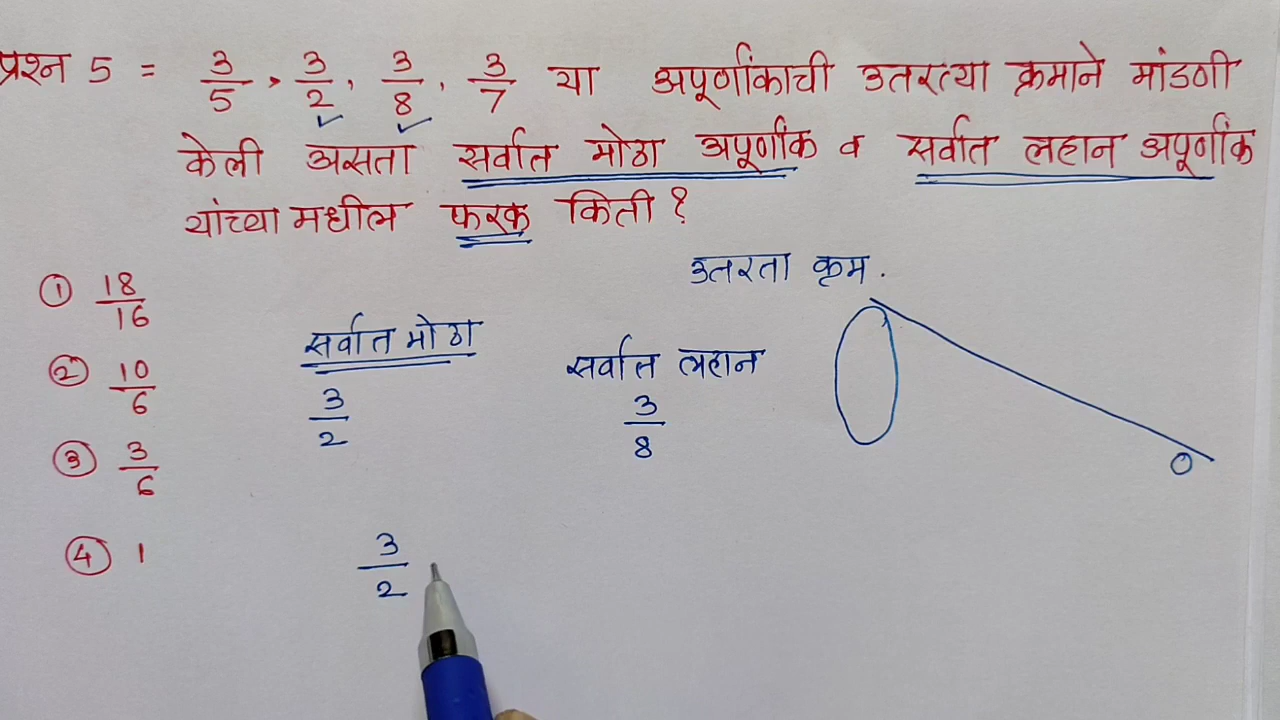 प्रश्न 5 = 3/5, 3/2, 3/8, 3/7 या अपूर्णांकाची उतरत्या क्रमाने मांडणी
केली असता सर्वात मोठा अपूर्णांक व सर्वात लहान अपूर्णांक
यांच्यामधील फरक किती?
उतरता क्रम.
① 18/16
② 10/6
③ 3/6
④ 1
सर्वात मोठा
3/2
सर्वात लहान
3/8
3/2